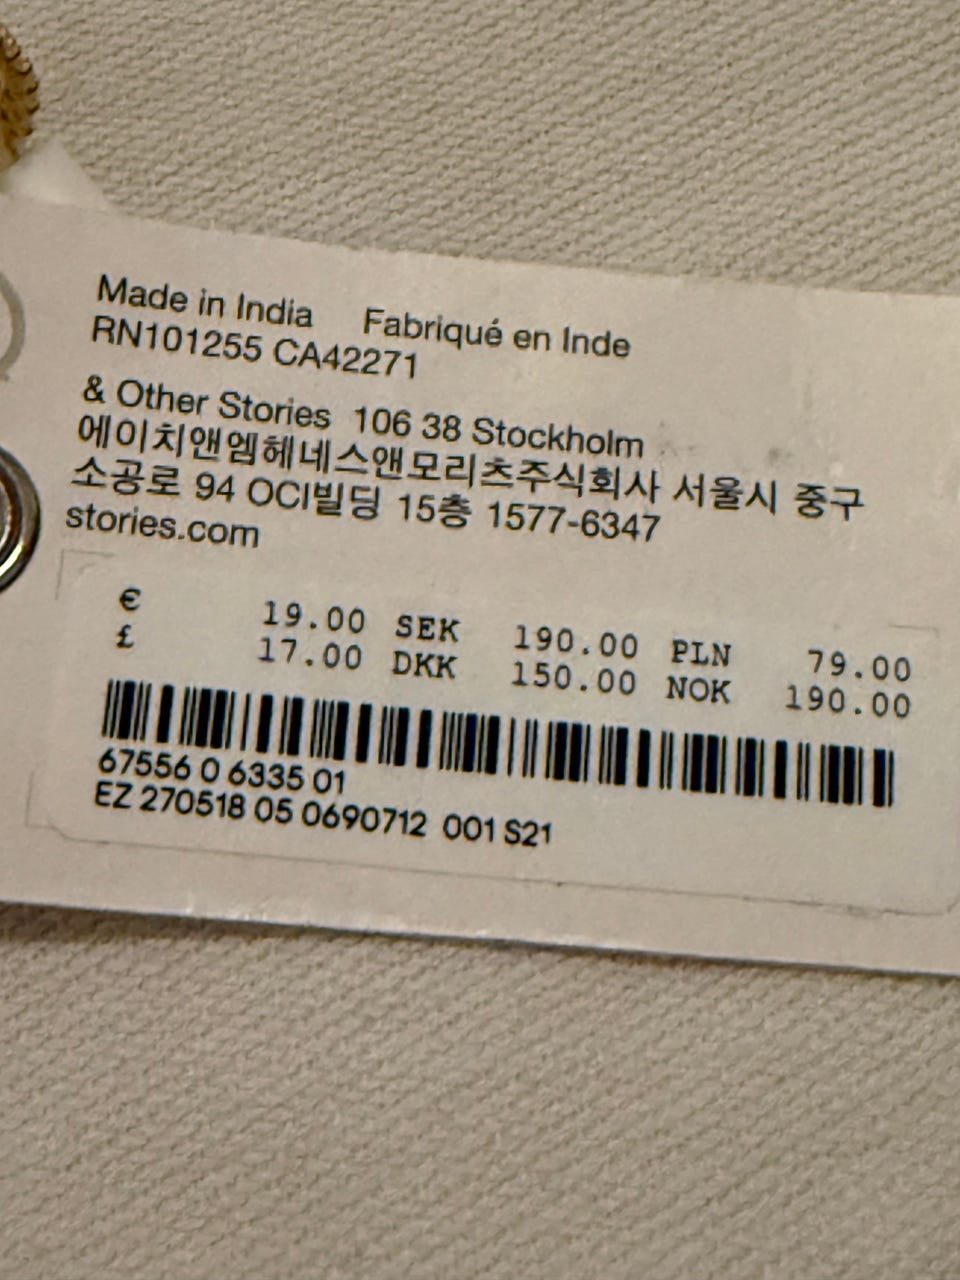 Made in India Fabriqué en Inde
RN101255 CA42271
& Other Stories 106 38 Stockholm
에이치앤엠헤네스앤모리츠주식회사 서울시 중구
소공로 94 OCI빌딩 15층 1577-6347
stories.com
€ 19.00 SEK 190.00 PLN 79.00
£ 17.00 DKK 150.00 NOK 190.00
67556 0 6335 01
EZ 270518 05 0690712 001 S21